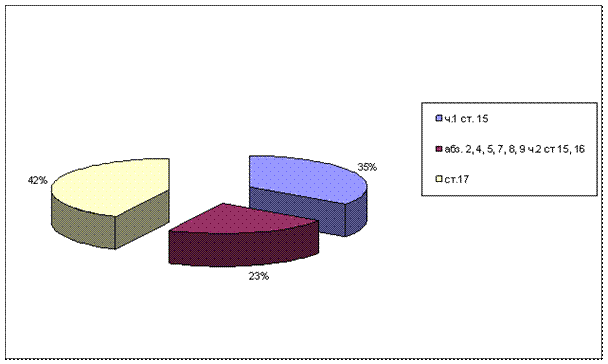 42%
35%
23%
ч.1 ст. 15
абз. 2, 4, 5, 7, 8, 9 ч.2 ст 15, 16
ст.17